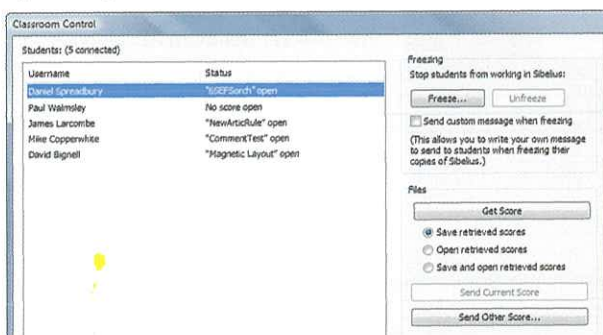 Classroom Control
Students: (5 connected)
Username Status
Daniel Spreadbury "6SEFSorch" open
Paul Walmsley No score open
James Larcombe "NewArticRule" open
Mike Copperwhite "CommentTest" open
David Bignell "Magnetic Layout" open
Freezing
Stop students from working in Sibelius:
Freeze... Unfreeze
Send custom message when freezing
(This allows you to write your own message
to send to students when freezing their
copies of Sibelius.)
Files
Get Score
Save retrieved scores
Open retrieved scores
Save and open retrieved scores
Send Current Score
Send Other Score...